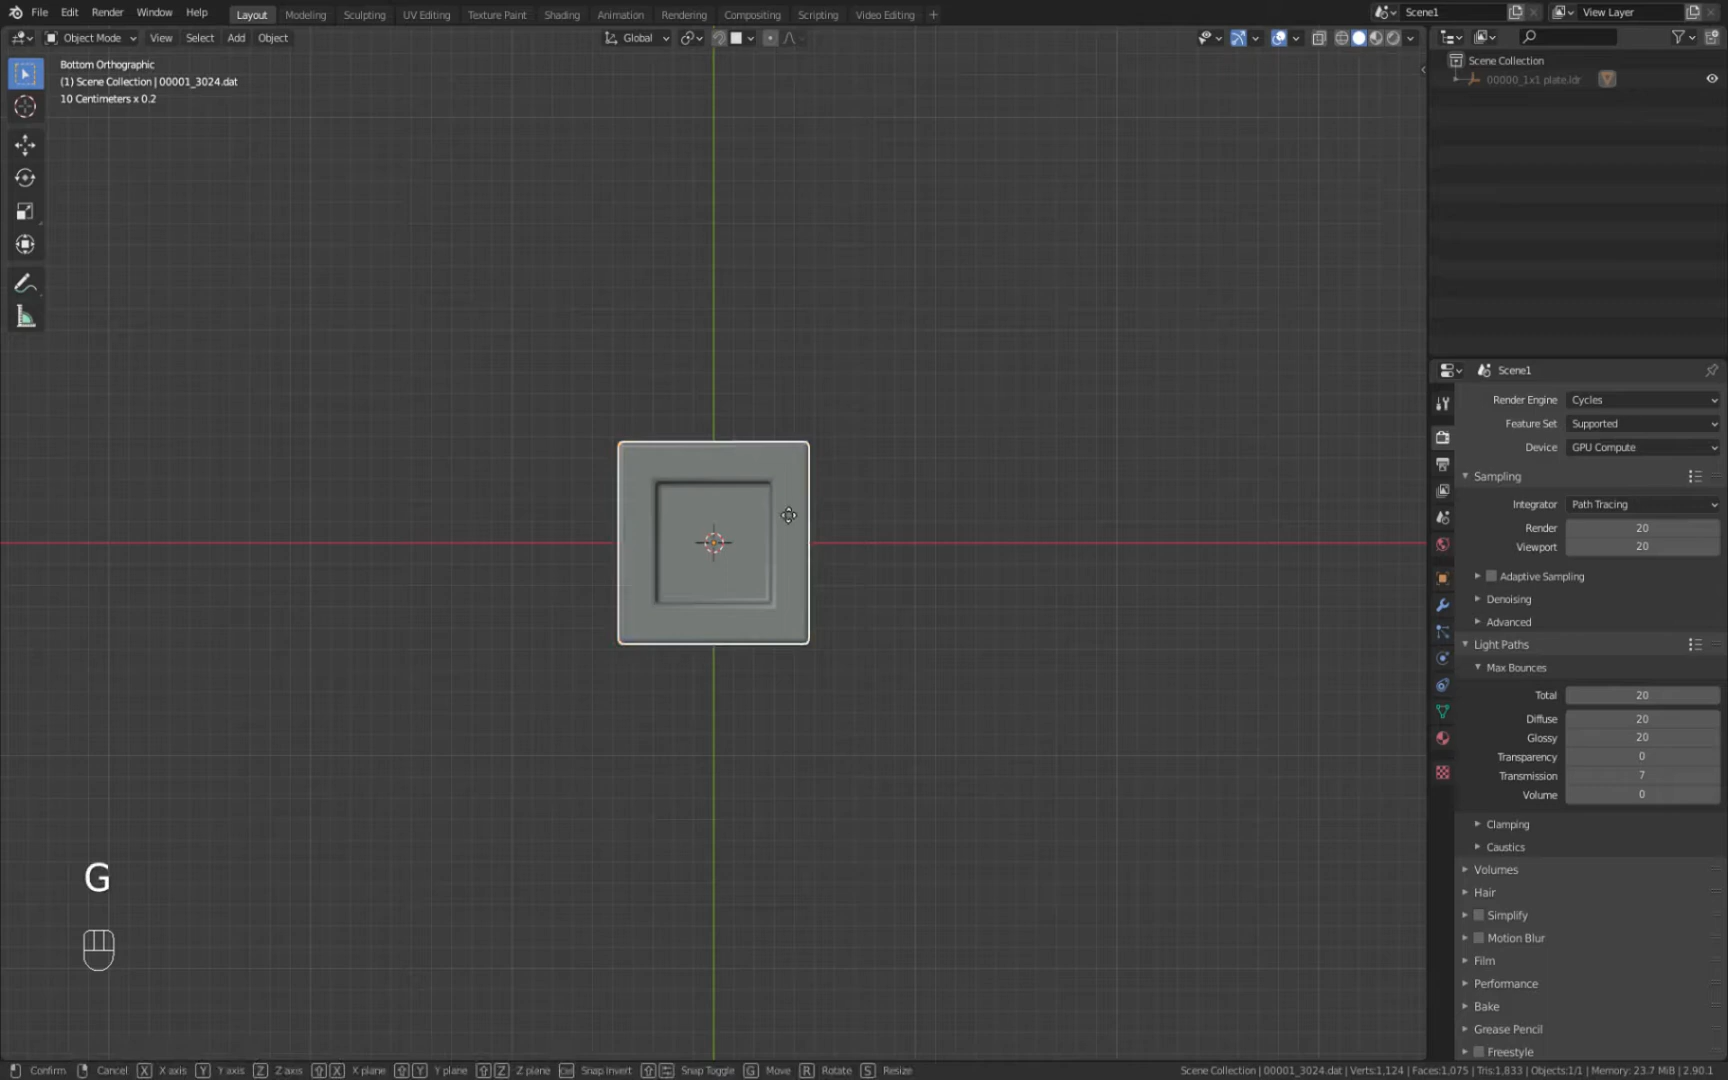 File Edit Render Window Help Layout Modeling Sculpting UV Editing Texture Paint Shading Animation Rendering Compositing Scripting Video Editing + Scene1 View Layer
Object Mode View Select Add Object Global
Bottom Orthographic
(1) Scene Collection | 00001_3024.dat
10 Centimeters x 0.2
Scene Collection
00000_1x1 plate.ldr
Scene1
Render Engine Cycles
Feature Set Supported
Device GPU Compute
Sampling
Integrator Path Tracing
Render 20
Viewport 20
Adaptive Sampling
Denoising
Advanced
Light Paths
Max Bounces
Total 20
Diffuse 20
Glossy 20
Transparency 0
Transmission 7
Volume 0
Clamping
Caustics
Volumes
Hair
Simplify
Motion Blur
Film
Performance
Bake
Grease Pencil
Freestyle
G
Confirm Cancel X X axis Y Y axis Z Z axis X X plane Y Y plane Z Z plane Snap Invert Snap Toggle G Move R Rotate S Resize Scene Collection | 00001_3024.dat | Verts:1,124 | Faces:1,075 | Tris:1,833 | Objects:1/1 | Memory: 23.7 MiB | 2.90.1